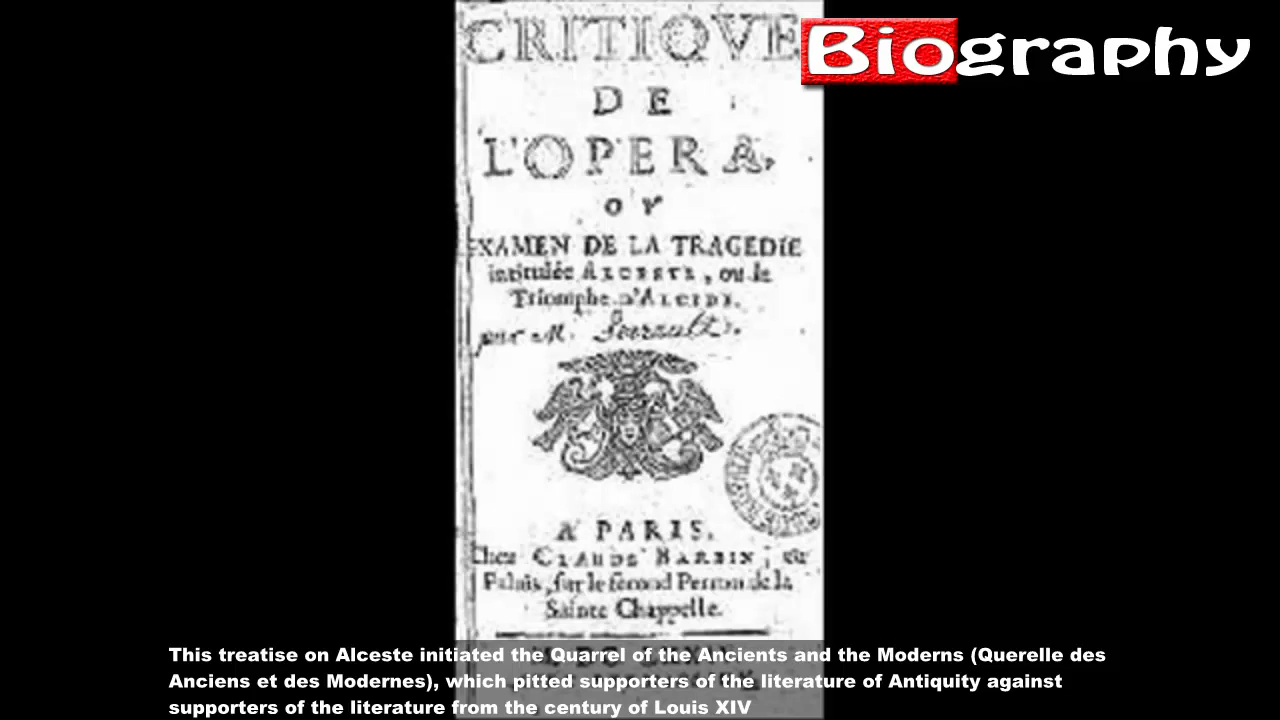 Biography
CRITIQVE
DE
L'OPERA,
OV
EXAMEN DE LA TRAGEDIE
intitulée ALCESTE, ou le
Triomphe d'ALCIDE.
par M.
A PARIS,
Chez CLAUDE BARBIN, au
Palais, sur le second Perron de la
Sainte Chappelle.
This treatise on Alceste initiated the Quarrel of the Ancients and the Moderns (Querelle des
Anciens et des Modernes), which pitted supporters of the literature of Antiquity against
supporters of the literature from the century of Louis XIV